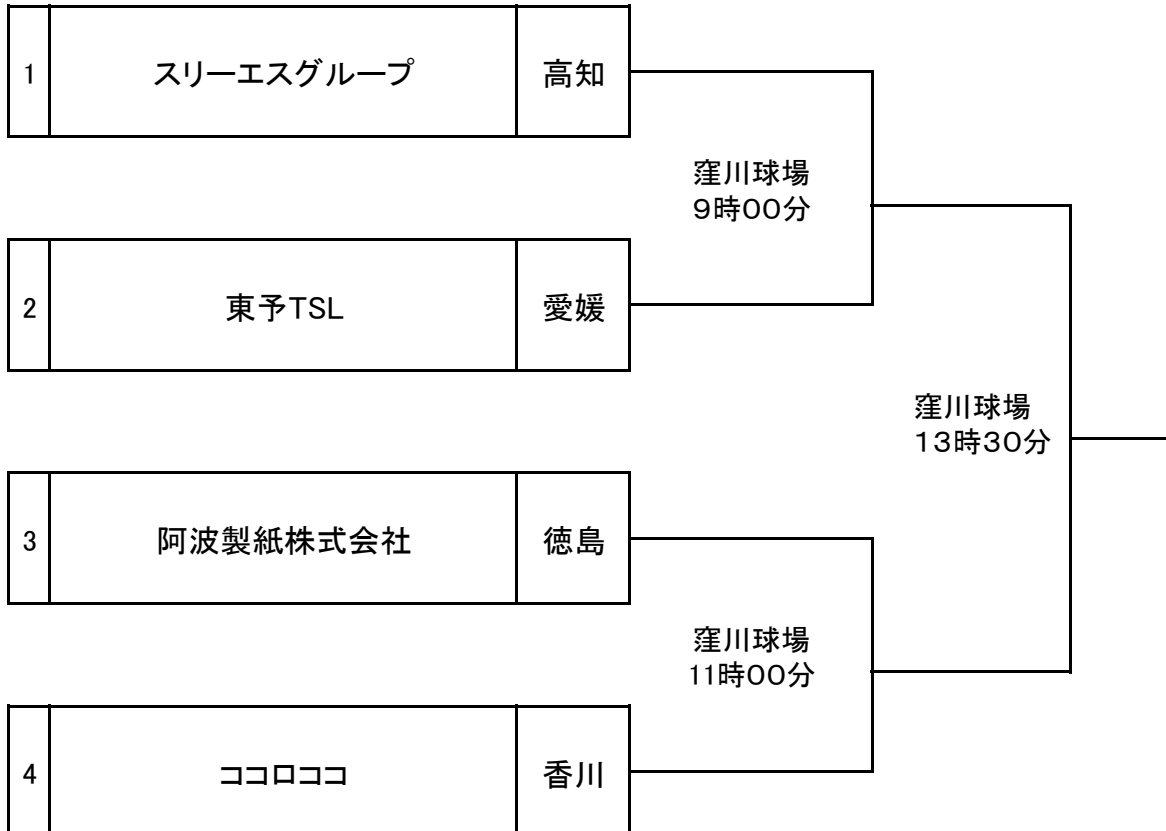 1 スリーエスグループ 高知
窪川球場
９時００分
2 東予TSL 愛媛
窪川球場
１３時３０分
3 阿波製紙株式会社 徳島
窪川球場
11時００分
4 ココロココ 香川